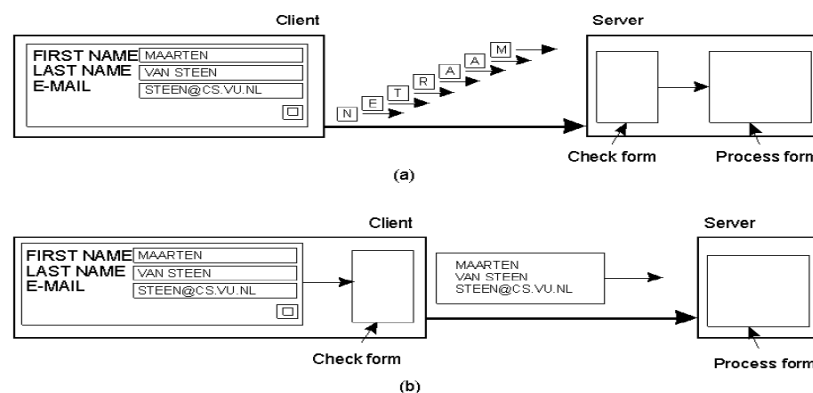 Client
Server
FIRST NAME MAARTEN
LAST NAME VAN STEEN
E-MAIL STEEN@CS.VU.NL
N E T R A A M
Check form
Process form
(a)
Client
Server
FIRST NAME MAARTEN
LAST NAME VAN STEEN
E-MAIL STEEN@CS.VU.NL
MAARTEN
VAN STEEN
STEEN@CS.VU.NL
Check form
Process form
(b)